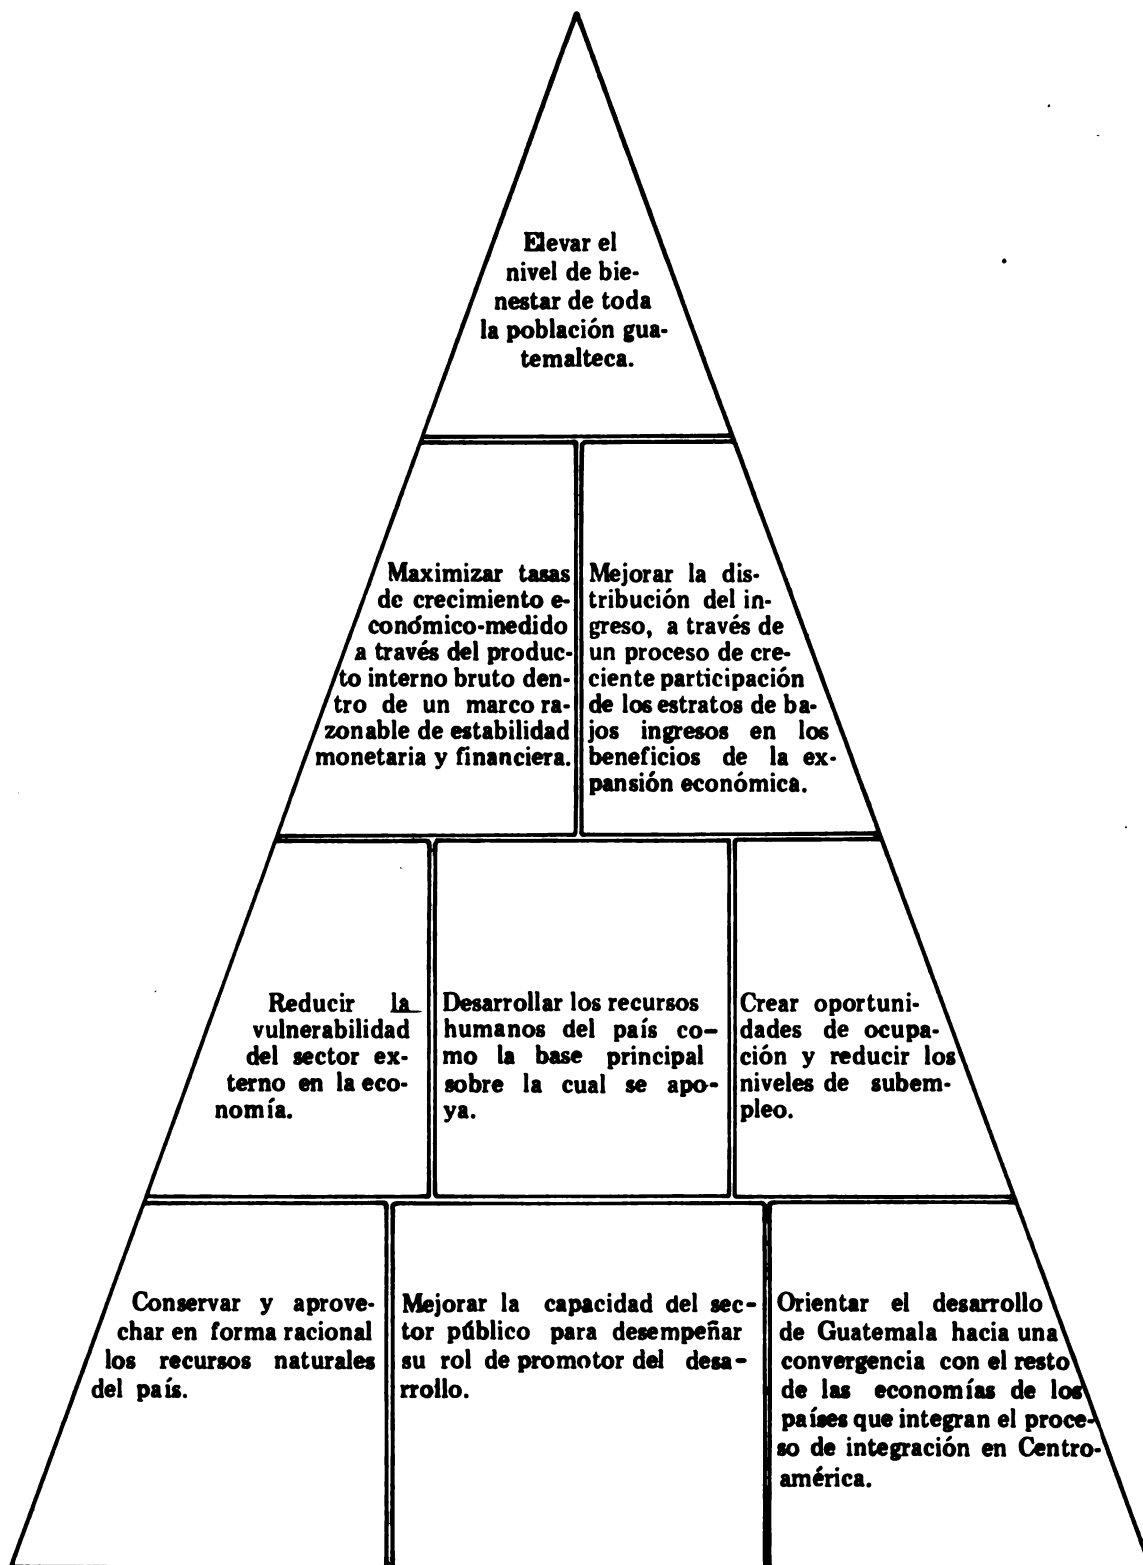 Elevar el
nivel de bie-
nestar de toda
la población gua-
temalteca.
Maximizar tasas
de crecimiento e-
conómico-medido
a través del produc-
to interno bruto den-
tro de un marco ra-
zonable de estabilidad
monetaria y financiera.
Mejorar la dis-
tribución del in-
greso, a través de
un proceso de cre-
ciente participación
de los estratos de ba-
jos ingresos en los
beneficios de la ex-
pansión económica.
Reducir la
vulnerabilidad
del sector ex-
terno en la eco-
nomía.
Desarrollar los recursos
humanos del país co-
mo la base principal
sobre la cual se apo-
ya.
Crear oportuni-
dades de ocupa-
ción y reducir los
niveles de subem-
pleo.
Conservar y aprove-
char en forma racional
los recursos naturales
del país.
Mejorar la capacidad del sec-
tor público para desempeñar
su rol de promotor del desa-
rrollo.
Orientar el desarrollo
de Guatemala hacia una
convergencia con el resto
de las economías de los
países que integran el proce-
so de integración en Centro-
américa.